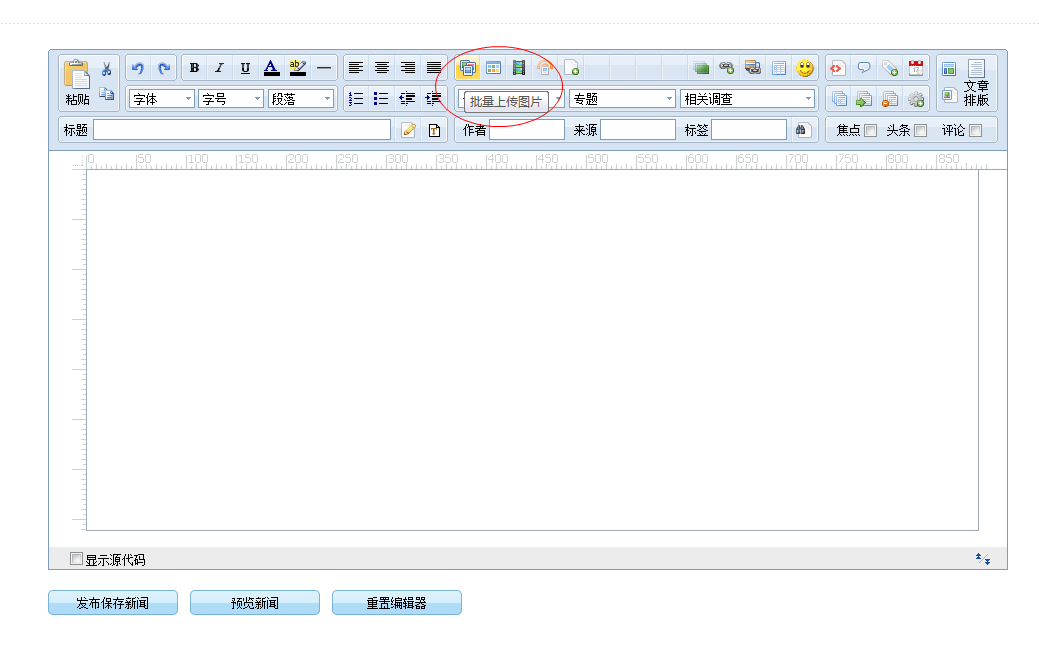 B I U A ab
粘贴 字体 字号 段落 批量上传图片 专题 相关调查 文章
排版
标题 T 作者 来源 标签 焦点 头条 评论
0 50 100 150 200 250 300 350 400 450 500 550 600 650 700 750 800 850
显示源代码
发布保存新闻 预览新闻 重置编辑器